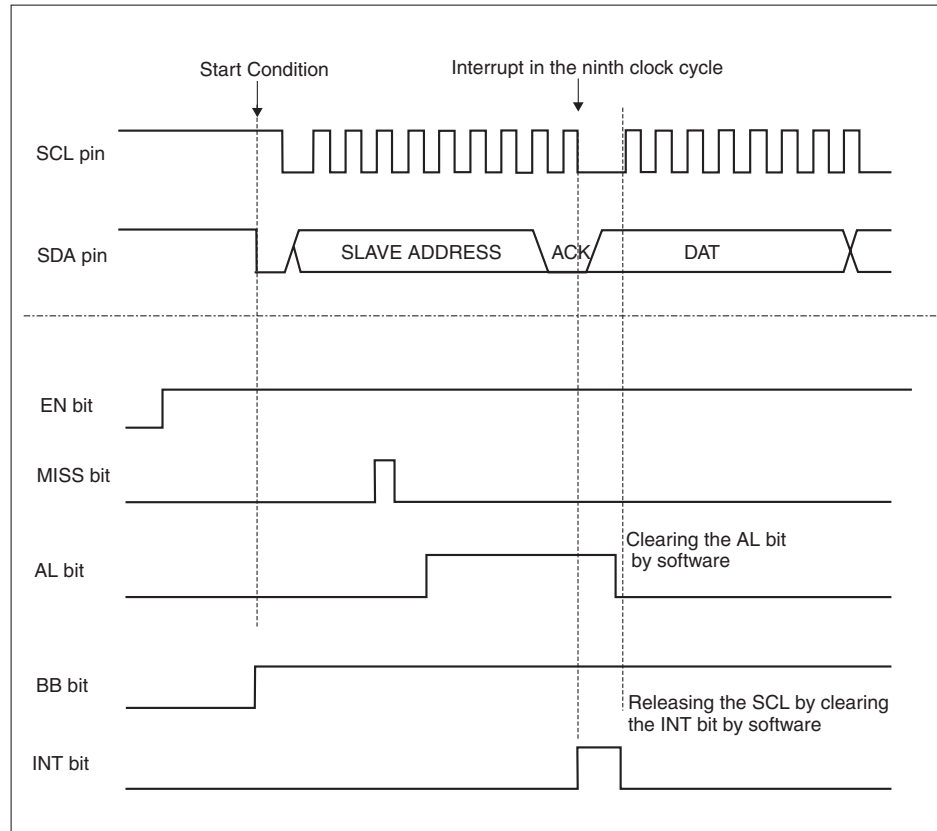 Start Condition
Interrupt in the ninth clock cycle
SCL pin
SDA pin
SLAVE ADDRESS
ACK
DAT
EN bit
MISS bit
AL bit
Clearing the AL bit
by software
BB bit
Releasing the SCL by clearing
the INT bit by software
INT bit